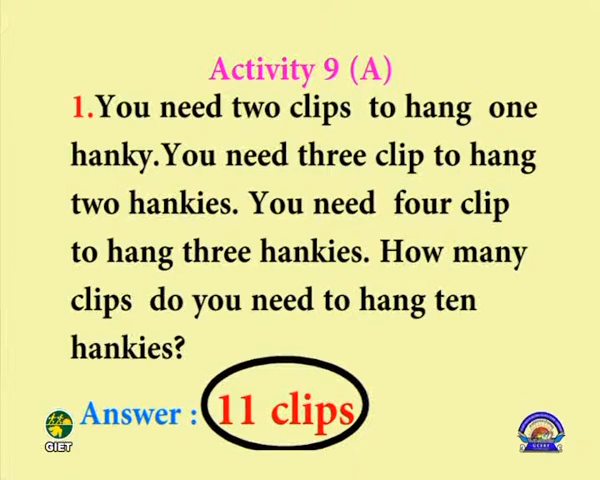 Activity 9 (A)
1.You need two clips to hang one
hanky.You need three clip to hang
two hankies. You need four clip
to hang three hankies. How many
clips do you need to hang ten
hankies?
Answer : 11 clips
GIET